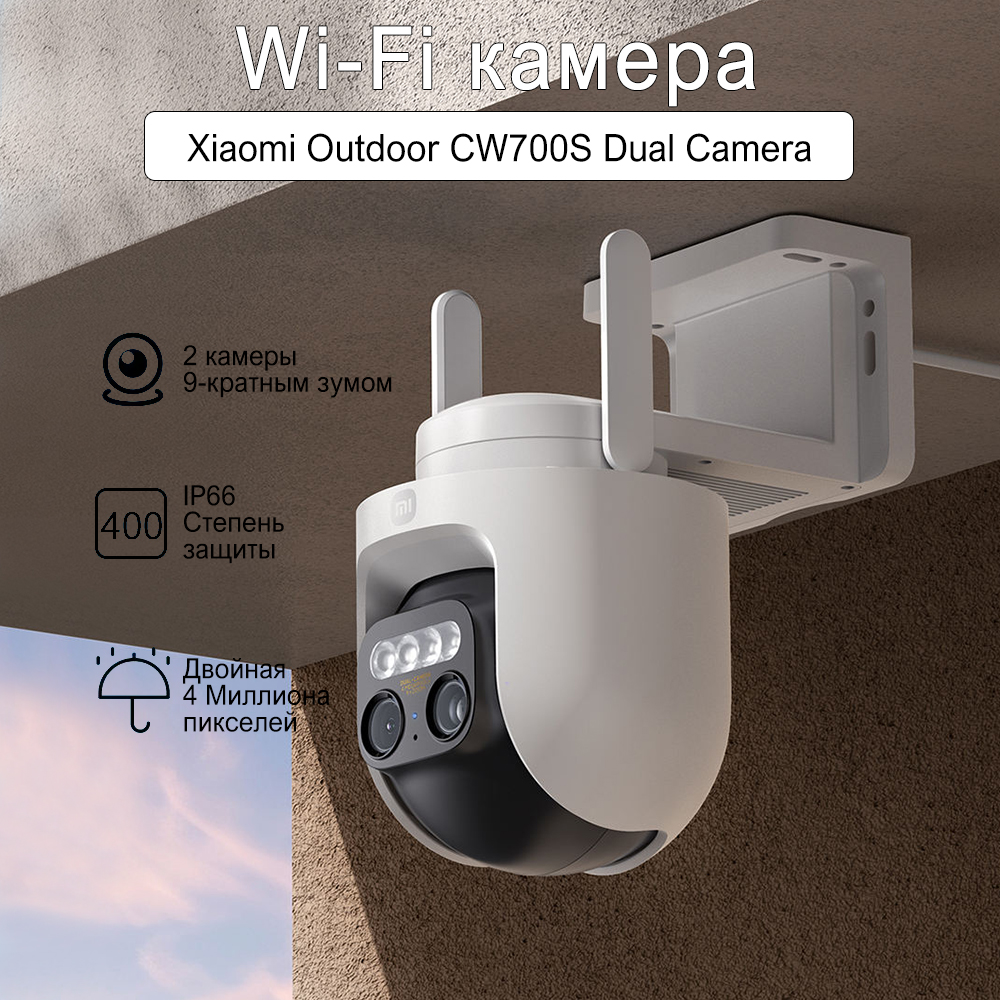 Wi-Fi камера
Xiaomi Outdoor CW700S Dual Camera
2 камеры
9-кратным зумом
400
IP66
Степень
защиты
Двойная
4 Миллиона
пикселей
mi